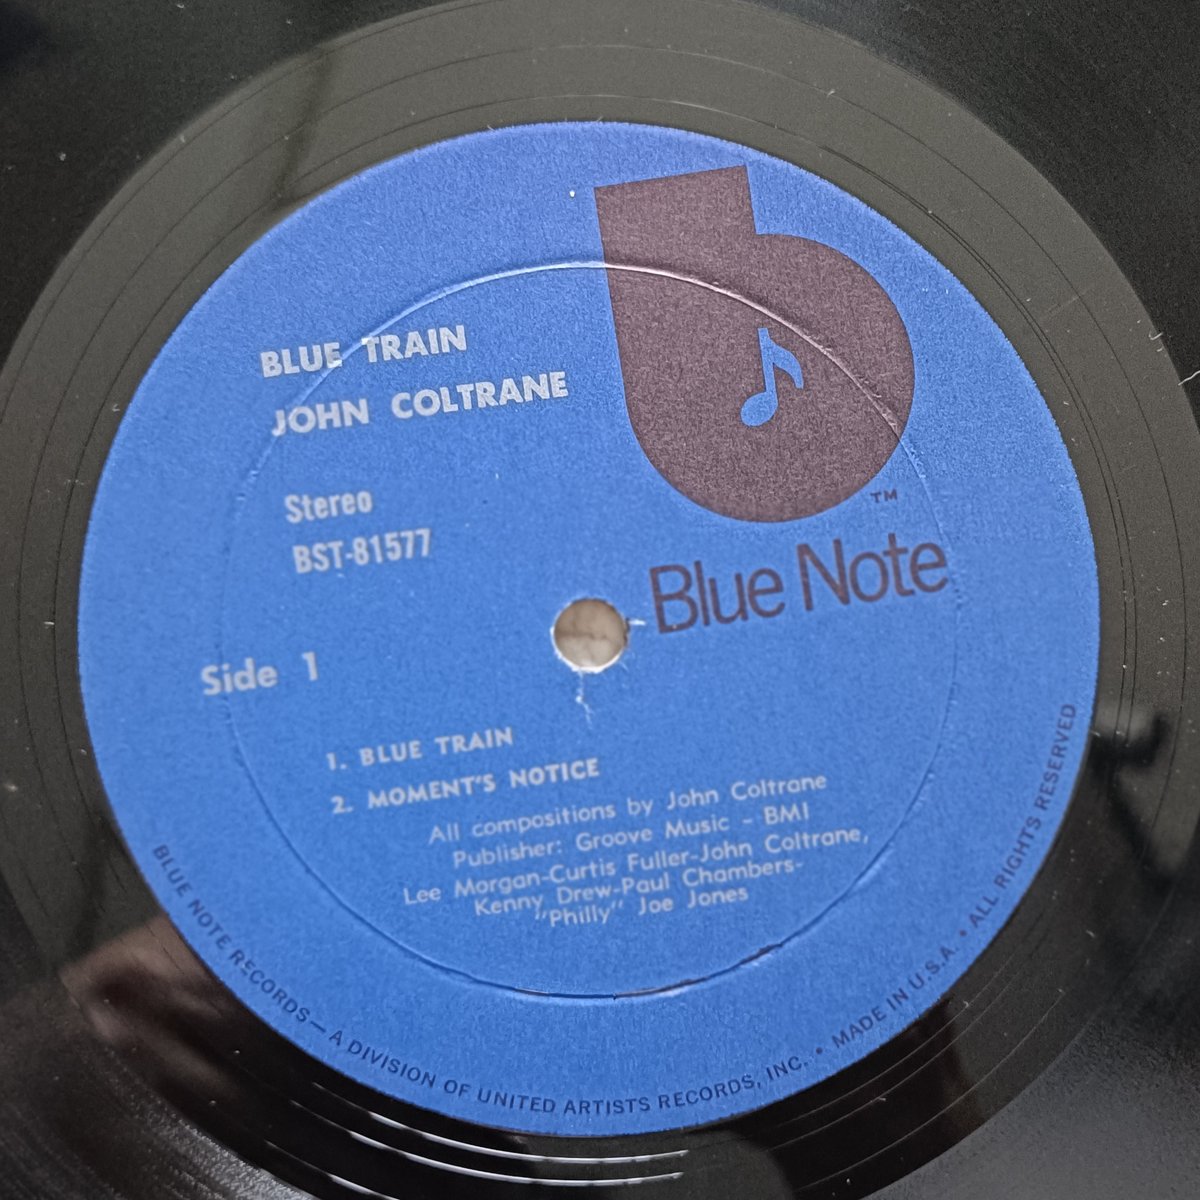 BLUE TRAIN
JOHN COLTRANE
Stereo
BST-81577
TM
Blue Note
Side 1
1. BLUE TRAIN
2. MOMENT'S NOTICE
All compositions by John Coltrane
Publisher: Groove Music - BMI
Lee Morgan-Curtis Fuller-John Coltrane,
Kenny Drew-Paul Chambers-
"Philly" Joe Jones
BLUE NOTE RECORDS — A DIVISION OF UNITED ARTISTS RECORDS, INC. • MADE IN U.S.A. • ALL RIGHTS RESERVED